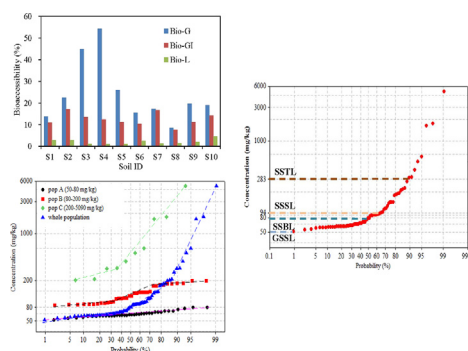 60
50
40
30
20
10
0
Bioaccessibility (%)
Bio-G
Bio-GI
Bio-L
S1 S2 S3 S4 S5 S6 S7 S8 S9 S10
Soil ID
6000
3000
1000
200
80
50
Concentration (mg/kg)
pop A (50-80 mg/kg)
pop B (80-200 mg/kg)
pop C (200-5000 mg/kg)
whole population
1 5 10 20 30 40 50 60 70 80 90 95 99
Probability (%)
6000
3000
1000
283
50
Concentration (mg/kg)
SSTL
SSSL
SSBL
GSSL
0.1 1 5 10 20 30 40 50 60 70 80 90 95 99 99
Probability (%)